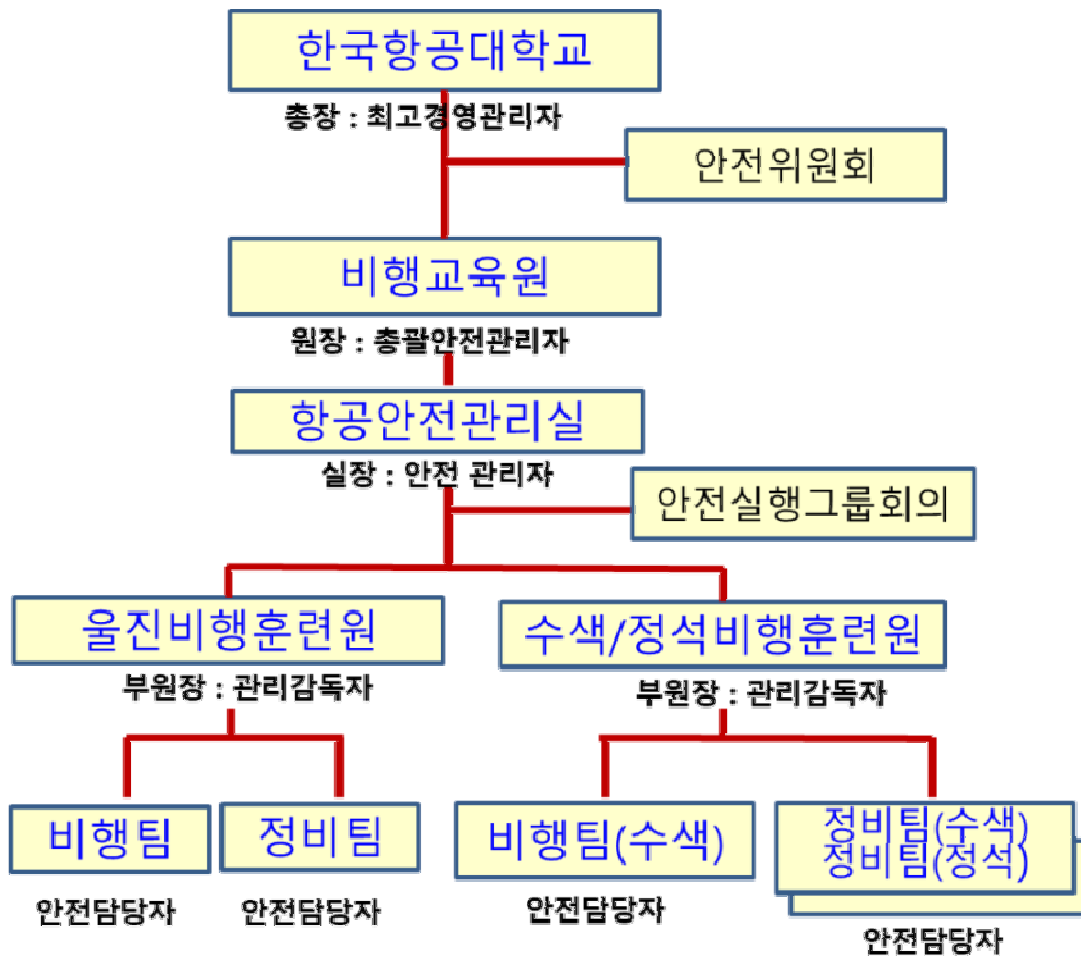 한국항공대학교
총장 : 최고경영관리자
안전위원회
비행교육원
원장 : 총괄안전관리자
항공안전관리실
실장 : 안전 관리자
안전실행그룹회의
울진비행훈련원
수색/정석비행훈련원
부원장 : 관리감독자
부원장 : 관리감독자
비행팀
정비팀
비행팀(수색)
정비팀(수색)
정비팀(정석)
안전담당자
안전담당자
안전담당자
안전담당자